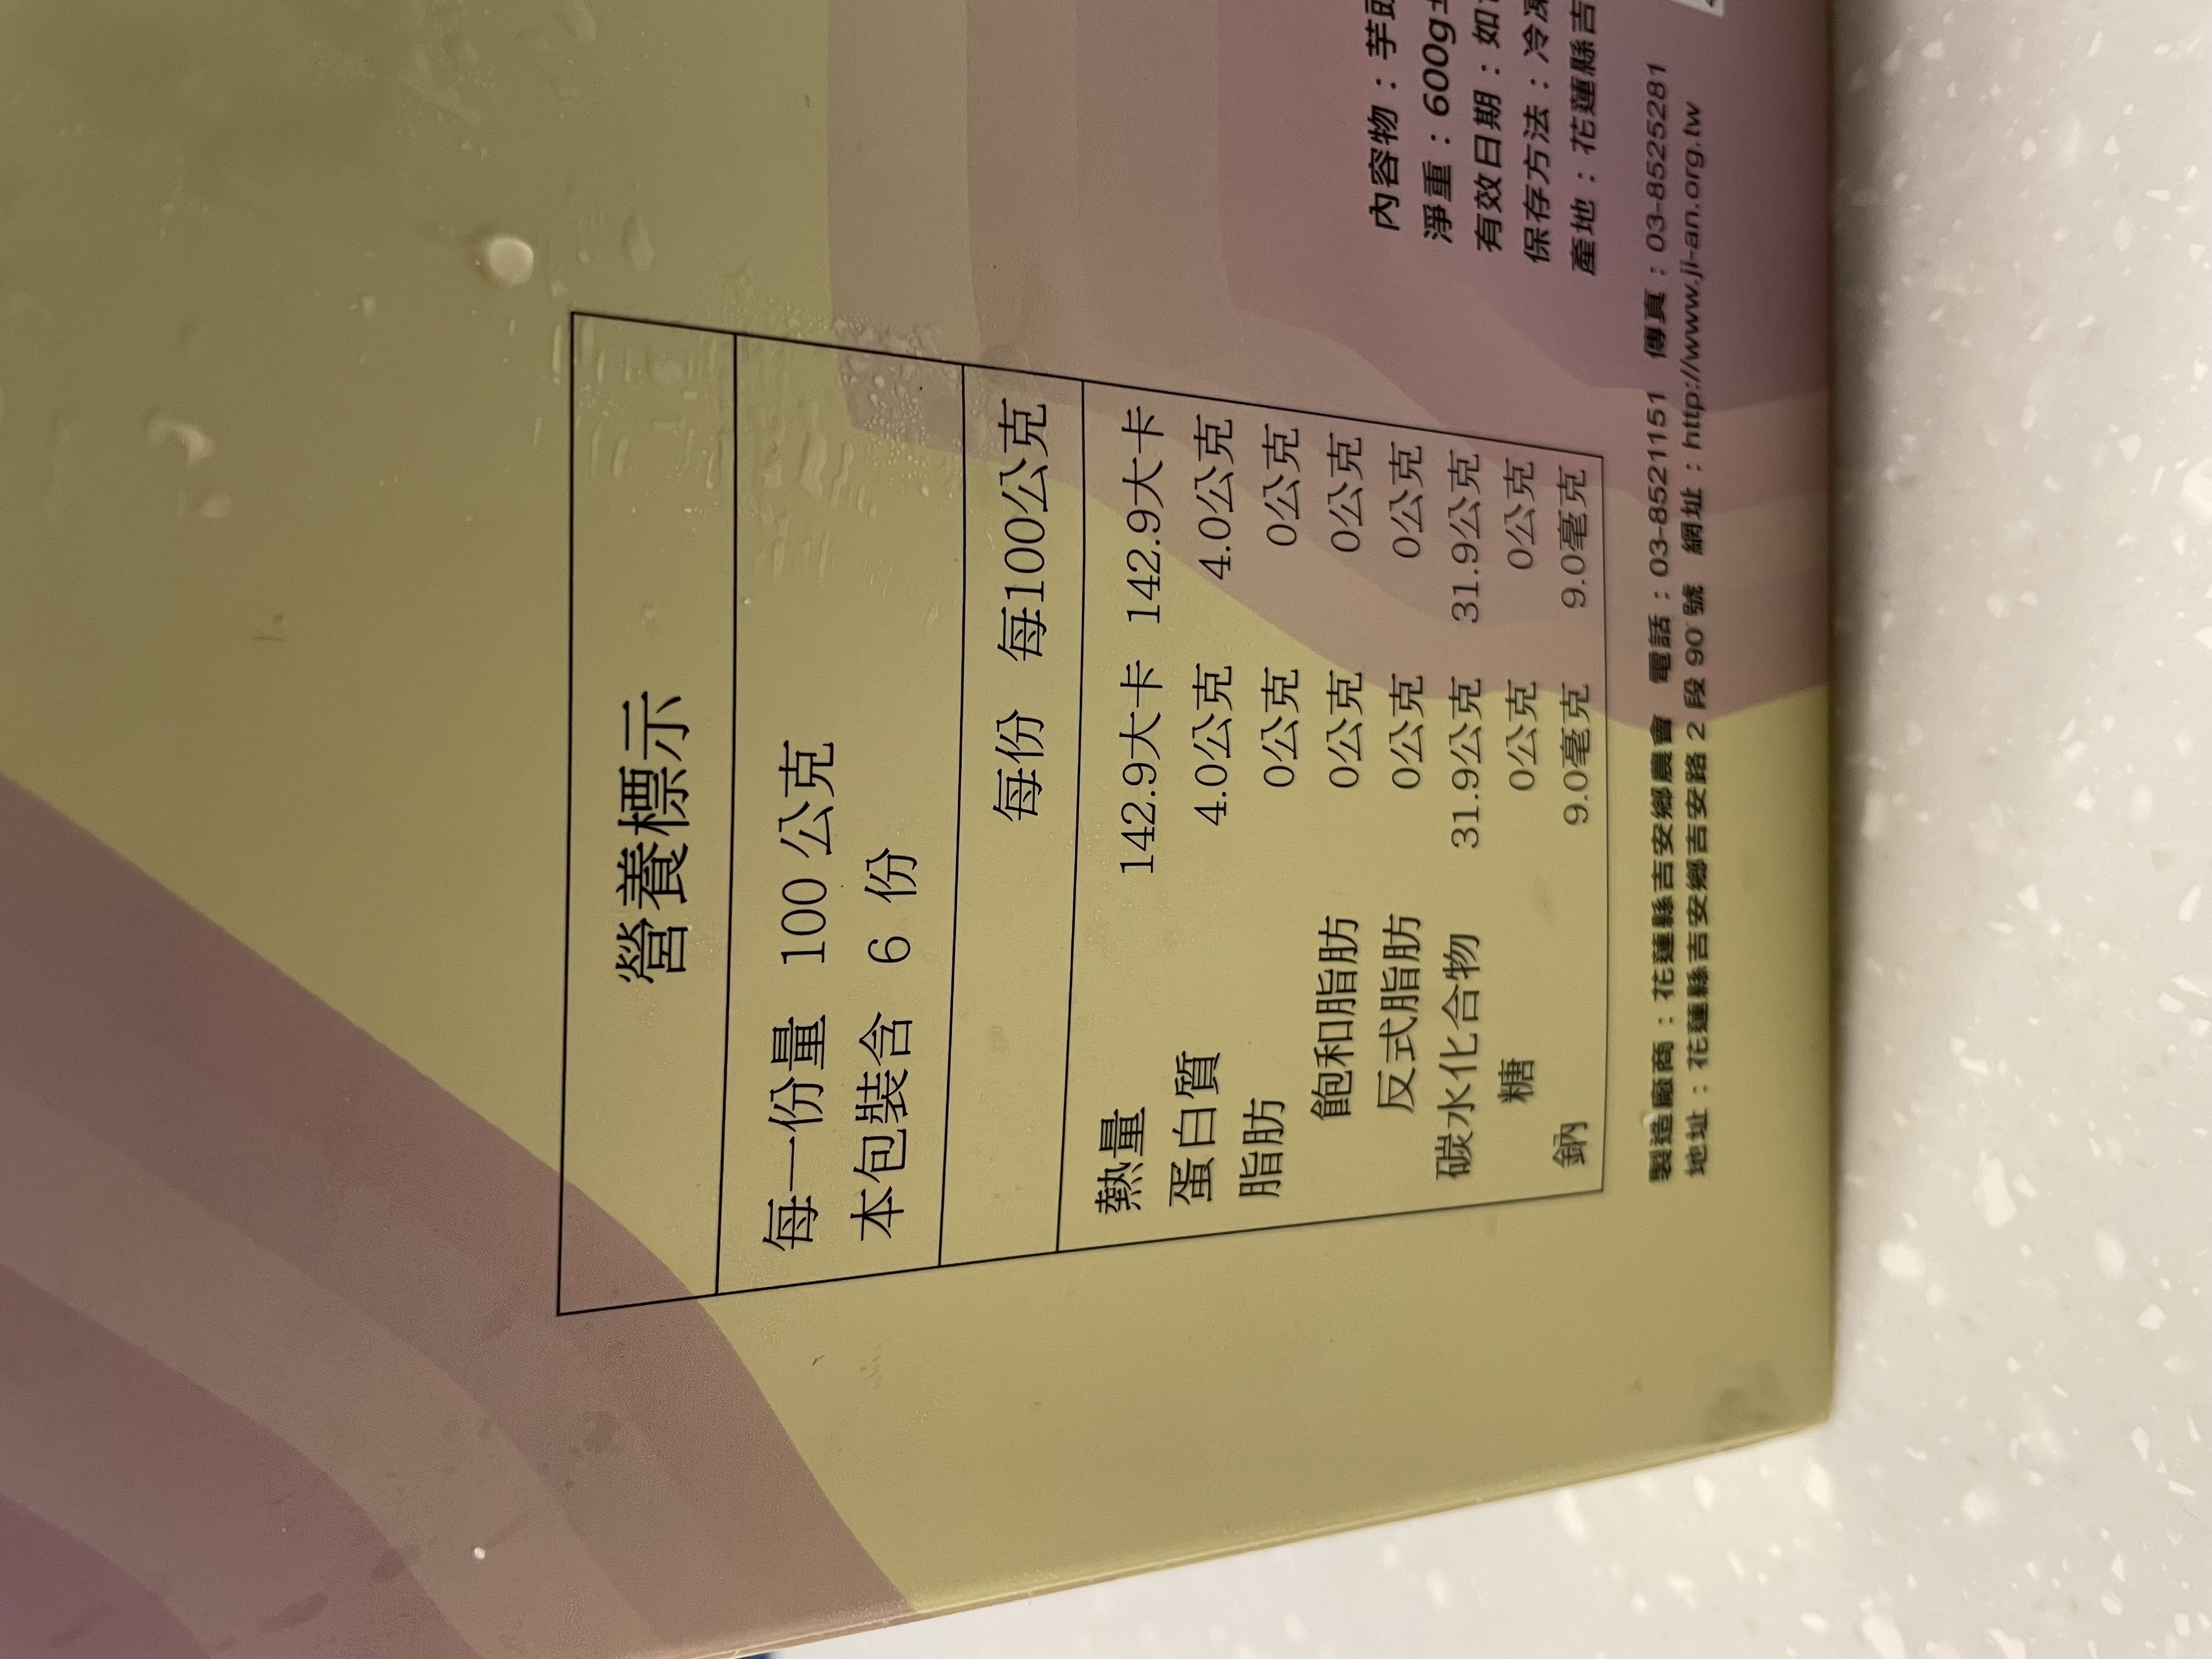 營養標示
每一份量 100 公克
本包裝含 6 份
每份 每100公克
熱量 142.9大卡 142.9大卡
蛋白質 4.0公克 4.0公克
脂肪 0公克 0公克
飽和脂肪 0公克 0公克
反式脂肪 0公克 0公克
碳水化合物 31.9公克 31.9公克
糖 0公克 0公克
鈉 9.0毫克 9.0毫克
內容物：芋頭
淨重：600g±
有效日期：如
保存方法：冷凍
產地：花蓮縣吉
製造廠商：花蓮縣吉安鄉農會 電話：03-8521151 傳真：03-8525281
地址：花蓮縣吉安鄉吉安路 2 段 90 號 網址：http://www.ji-an.org.tw